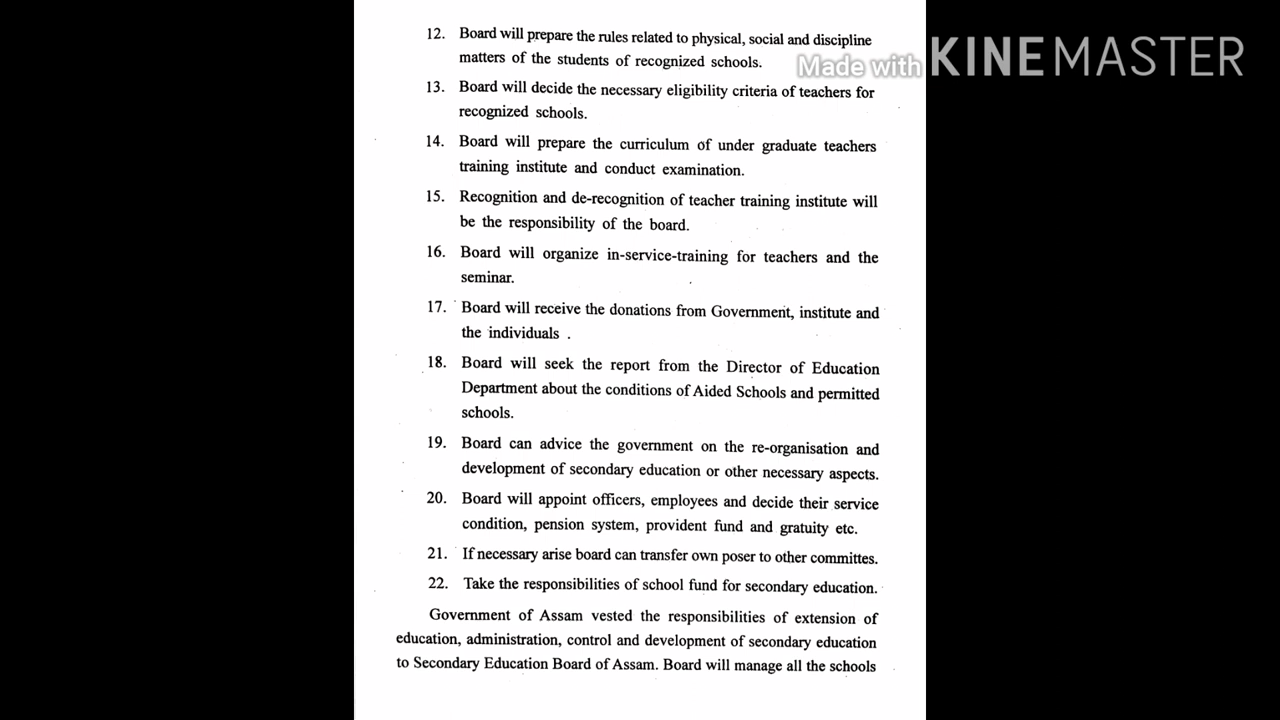 12. Board will prepare the rules related to physical, social and discipline
matters of the students of recognized schools.
Made with KINEMASTER
13. Board will decide the necessary eligibility criteria of teachers for
recognized schools.
14. Board will prepare the curriculum of under graduate teachers
training institute and conduct examination.
15. Recognition and de-recognition of teacher training institute will
be the responsibility of the board.
16. Board will organize in-service-training for teachers and the
seminar.
17. Board will receive the donations from Government, institute and
the individuals .
18. Board will seek the report from the Director of Education
Department about the conditions of Aided Schools and permitted
schools.
19. Board can advice the government on the re-organisation and
development of secondary education or other necessary aspects.
20. Board will appoint officers, employees and decide their service
condition, pension system, provident fund and gratuity etc.
21. If necessary arise board can transfer own poser to other committes.
22. Take the responsibilities of school fund for secondary education.
Government of Assam vested the responsibilities of extension of
education, administration, control and development of secondary education
to Secondary Education Board of Assam. Board will manage all the schools